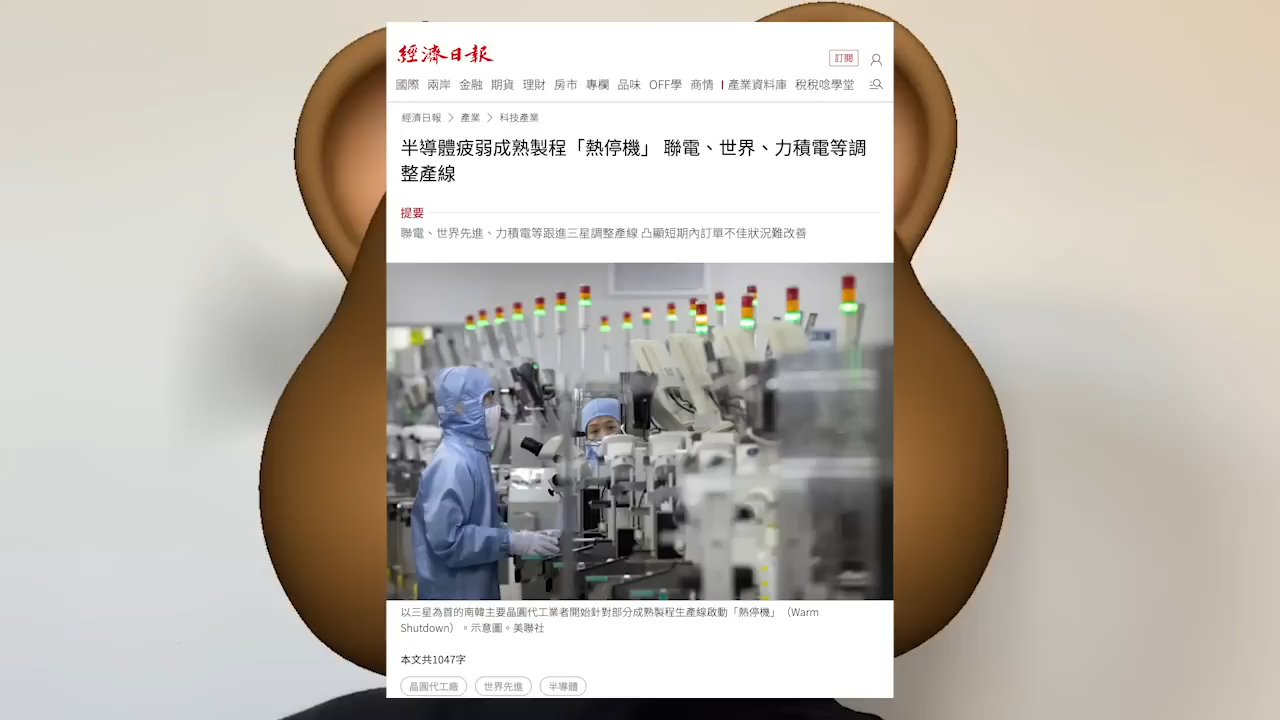 經濟日報
訂閱
國際 兩岸 金融 期貨 理財 房市 專欄 品味 OFF學 商情 產業資料庫 稅稅唸學堂
經濟日報 > 產業 > 科技產業
半導體疲弱成熟製程「熱停機」 聯電、世界、力積電等調
整產線
提要
聯電、世界先進、力積電等跟進三星調整產線 凸顯短期內訂單不佳狀況難改善
以三星為首的南韓主要晶圓代工業者開始針對部分成熟製程生產線啟動「熱停機」（Warm
Shutdown）。示意圖。美聯社
本文共1047字
晶圓代工廠 世界先進 半導體